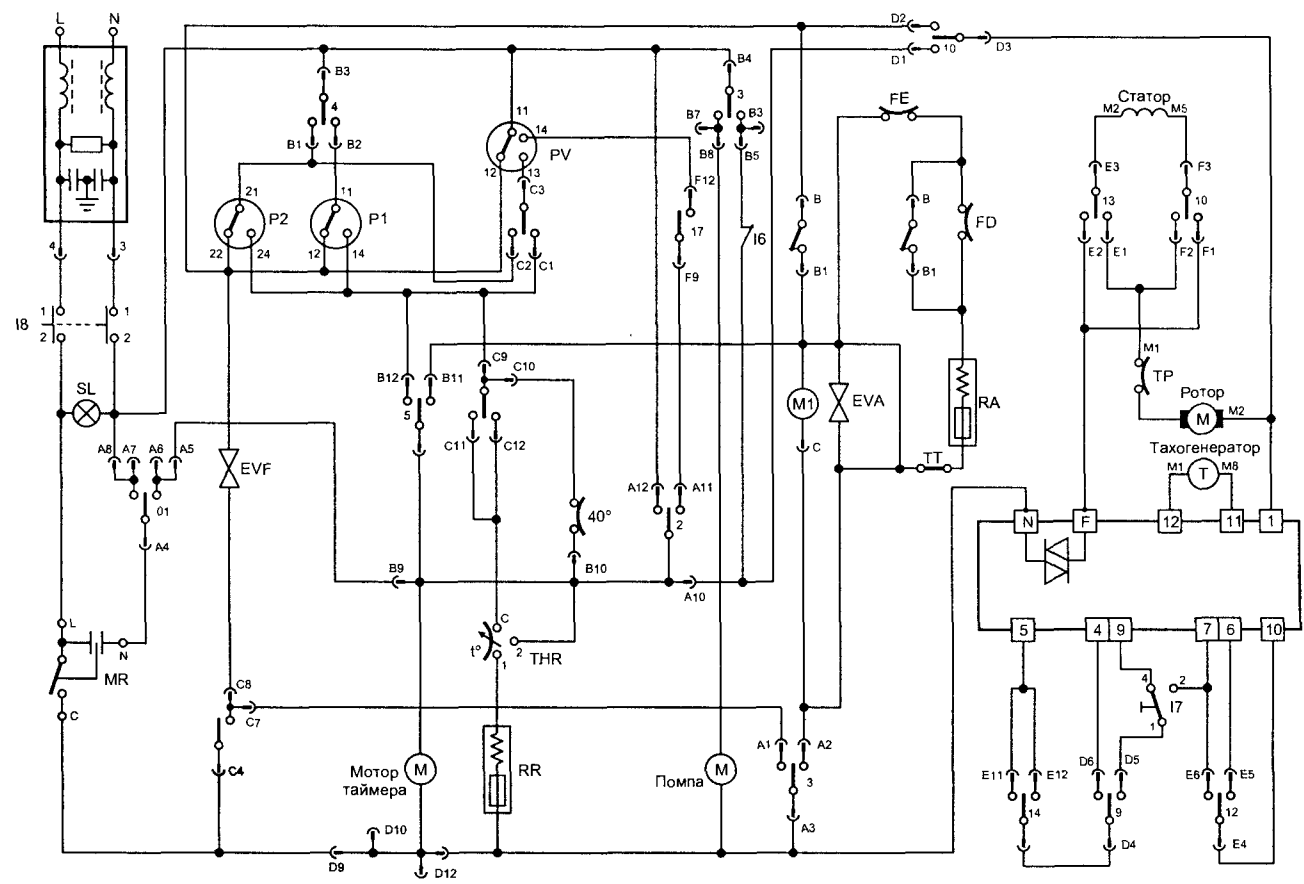 L N
D2
D1
10
D3
B3
4
B1 B2
11
14
PV
12 13
C3
B4
3
B7 B3
B8 B5
FE
Статор
M2 M5
E3 F3
13 10
E2 E1 F2 F1
21
P2
22 24
11
P1
12 14
C2 C1
F12
17
F9
I6
B
B1
B
B1
FD
4 3
I8
1 1
2 2
SL
B12 B11
5
C9 C10
C11 C12
M1
C
EVA
RA
TT
M1
TP
Ротор
M
M2
Тахогенератор
M1 T M8
A8 A7 A6 A5
01
A4
EVF
A12 A11
2
40°
B9
B10
A10
N F 12 11 1
L
N
MR
C
C
t°
2
1
THR
5 4 9 7 6 10
C8
C7
C4
A1 A2
3
A3
4 2
I7
1
Мотор
таймера
M
RR
Помпа
M
E11 E12
14
D6 D5
9
D4
E6 E5
12
E4
D10
D9
D12